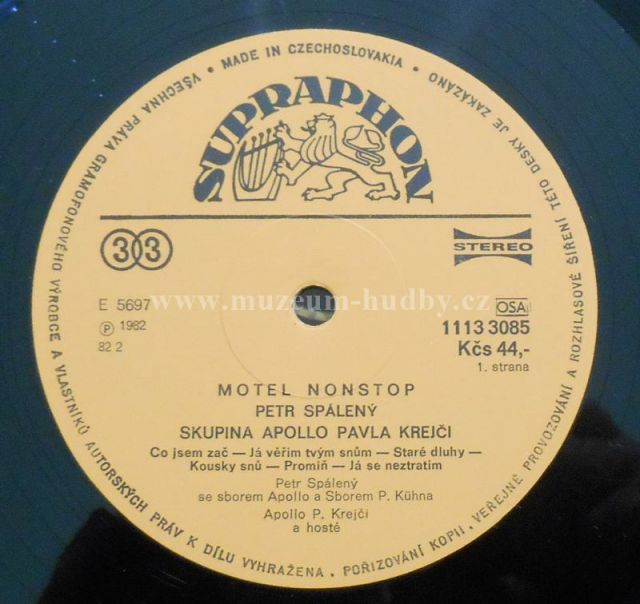 • MADE IN CZECHOSLOVAKIA •
VŠECHNA PRÁVA GRAMOFONOVÉHO VÝROBCE A VLASTNÍKŮ AUTORSKÝCH PRÁV K DÍLU VYHRAŽENA. POŘIZOVÁNÍ KOPII, VEŘEJNÉ PROVOZOVÁNÍ A ROZHLASOVÉ ŠÍŘENÍ TÉTO DESKY JE ZAKÁZÁNO
SUPRAPHON
33
STEREO
www.muzeum-hudby.cz
E 5697
OSA
℗ 1982
1113 3085
82 2
Kčs 44,-
1. strana
MOTEL NONSTOP
PETR SPÁLENÝ
SKUPINA APOLLO PAVLA KREJČI
Co jsem zač — Já věřim tvým snům — Staré dluhy —
Kousky snů — Promiň — Já se neztratim
Petr Spálený
se sborem Apollo a Sborem P. Kühna
Apollo P. Krejči
a hosté